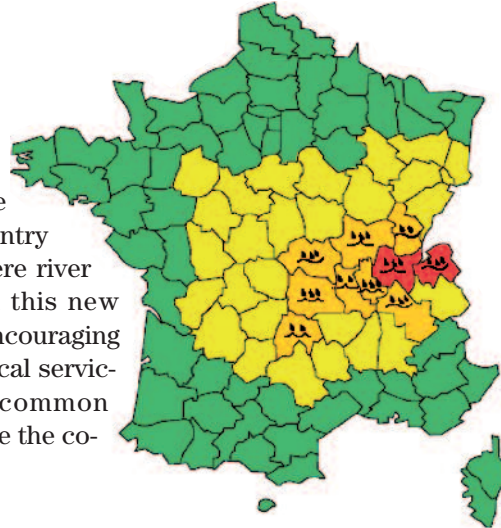 e
ntry
ere river
this new
ncouraging
cal servic-
common
e the co-